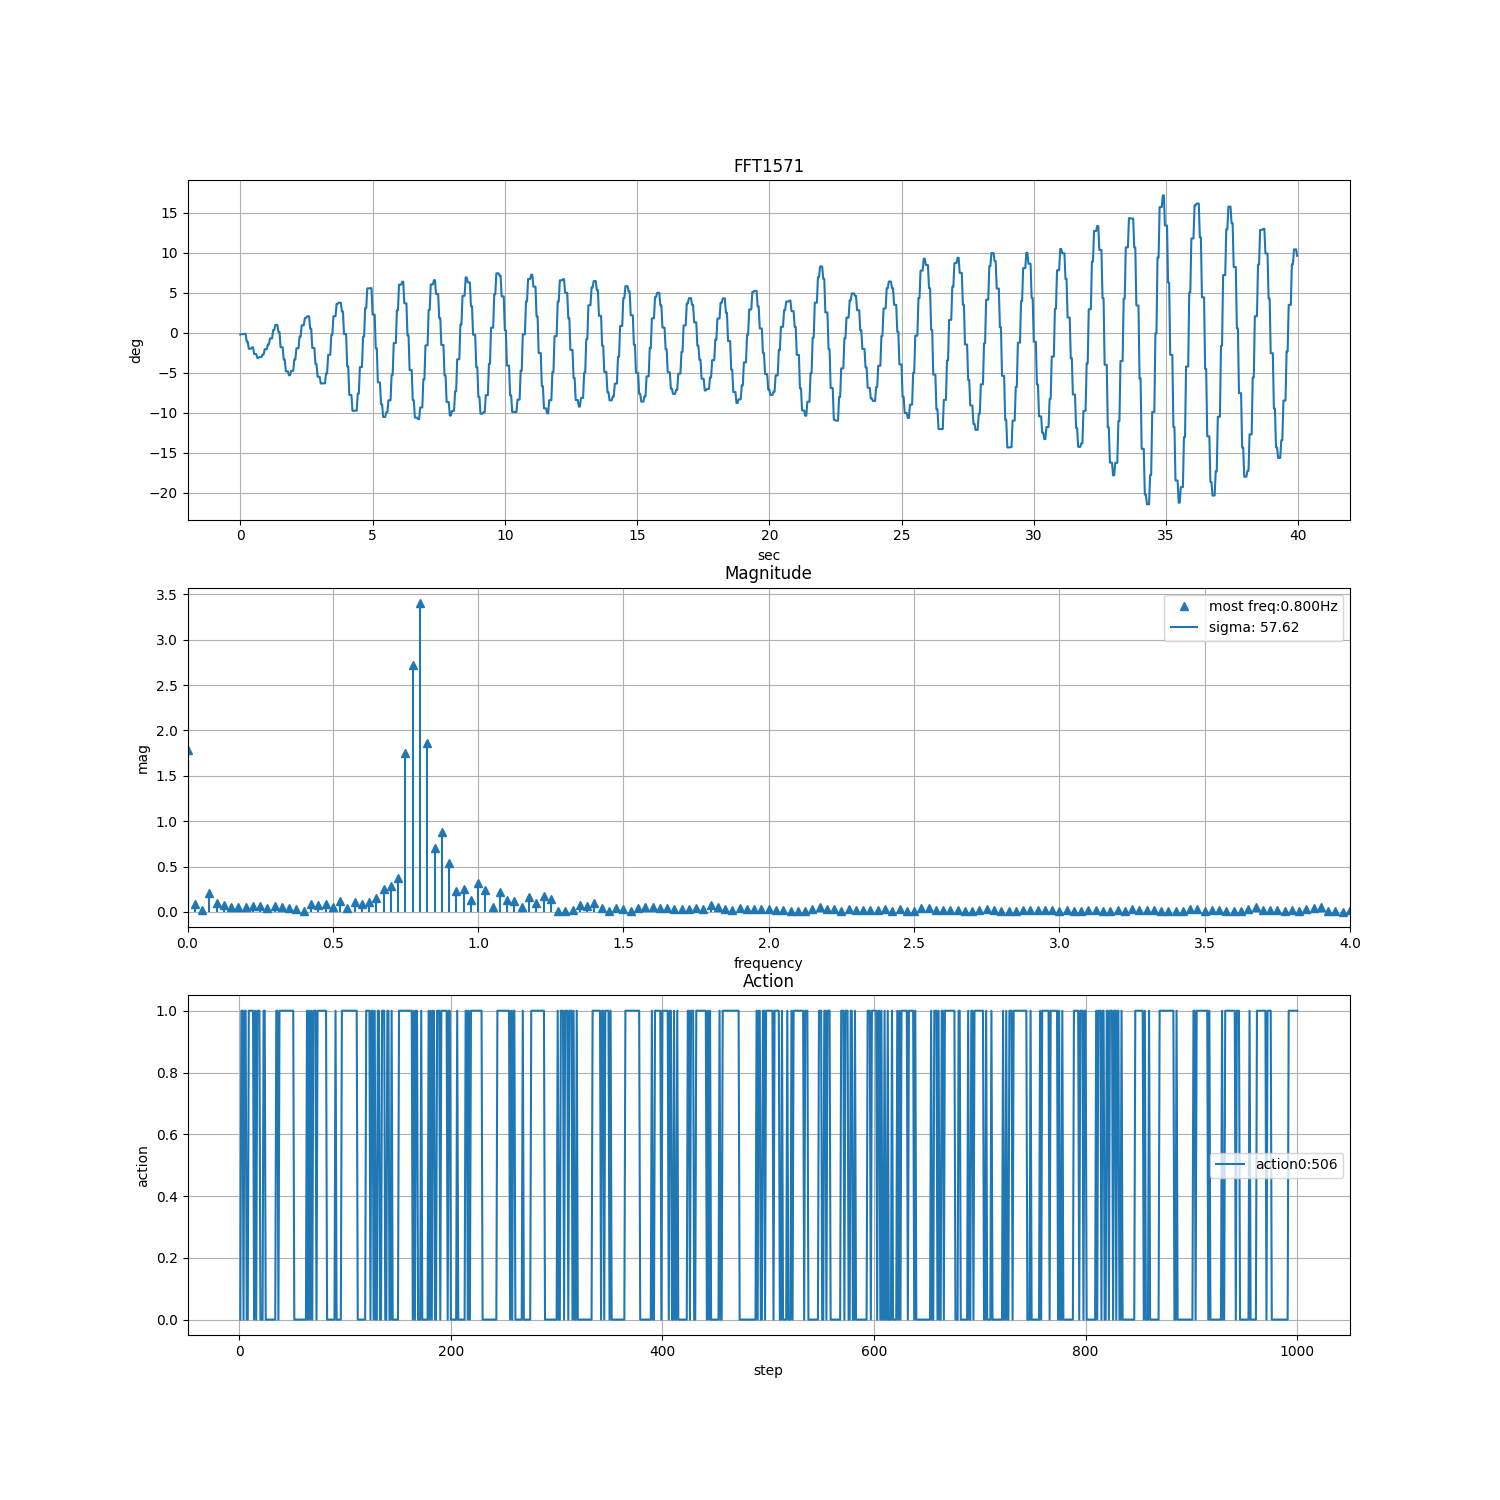 FFT1571
15
10
5
0
−5
−10
−15
−20
deg
0 5 10 15 20 25 30 35 40
sec
Magnitude
3.5
3.0
2.5
2.0
1.5
1.0
0.5
0.0
mag
most freq:0.800Hz
sigma: 57.62
0.0 0.5 1.0 1.5 2.0 2.5 3.0 3.5 4.0
frequency
Action
1.0
0.8
0.6
0.4
0.2
0.0
action
action0:506
0 200 400 600 800 1000
step